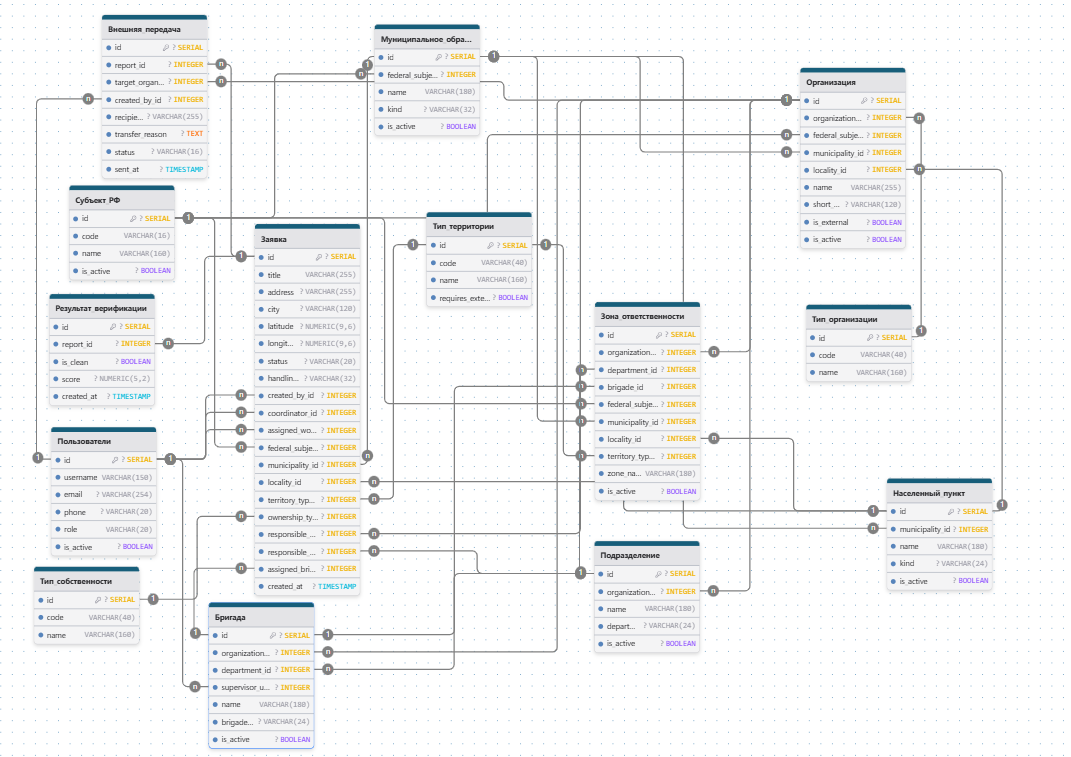 Внешняя_передача
id ? SERIAL
report_id ? INTEGER
target_organ... ? INTEGER
created_by_id ? INTEGER
recipie... ? VARCHAR(255)
transfer_reason ? TEXT
status ? VARCHAR(16)
sent_at ? TIMESTAMP
Муниципальное_обра...
id ? SERIAL
federal_subje... ? INTEGER
name VARCHAR(180)
kind ? VARCHAR(32)
is_active ? BOOLEAN
Организация
id ? SERIAL
organization... ? INTEGER
federal_subje... ? INTEGER
municipality_id ? INTEGER
locality_id ? INTEGER
name VARCHAR(255)
short_... ? VARCHAR(120)
is_external ? BOOLEAN
is_active ? BOOLEAN
Субъект_РФ
id ? SERIAL
code VARCHAR(16)
name VARCHAR(160)
is_active ? BOOLEAN
Заявка
id ? SERIAL
title VARCHAR(255)
address ? VARCHAR(255)
city ? VARCHAR(120)
latitude ? NUMERIC(9,6)
longit... ? NUMERIC(9,6)
status ? VARCHAR(20)
handlin... ? VARCHAR(32)
created_by_id ? INTEGER
coordinator_id ? INTEGER
assigned_wo... ? INTEGER
federal_subje... ? INTEGER
municipality_id ? INTEGER
locality_id ? INTEGER
territory_typ... ? INTEGER
ownership_ty... ? INTEGER
responsible_... ? INTEGER
responsible_... ? INTEGER
assigned_bri... ? INTEGER
created_at ? TIMESTAMP
Тип_территории
id ? SERIAL
code VARCHAR(40)
name VARCHAR(160)
requires_exte... ? BOOLEAN
Результат_верификации
id ? SERIAL
report_id ? INTEGER
is_clean ? BOOLEAN
score ? NUMERIC(5,2)
created_at ? TIMESTAMP
Зона_ответственности
id ? SERIAL
organization... ? INTEGER
department_id ? INTEGER
brigade_id ? INTEGER
federal_subje... ? INTEGER
municipality_id ? INTEGER
locality_id ? INTEGER
territory_typ... ? INTEGER
zone_na... ? VARCHAR(180)
is_active ? BOOLEAN
Тип_организации
id ? SERIAL
code VARCHAR(40)
name VARCHAR(160)
Пользователи
id ? SERIAL
username VARCHAR(150)
email ? VARCHAR(254)
phone ? VARCHAR(20)
role VARCHAR(20)
is_active ? BOOLEAN
Населенный_пункт
id ? SERIAL
municipality_id ? INTEGER
name VARCHAR(180)
kind ? VARCHAR(24)
is_active ? BOOLEAN
Тип_собственности
id ? SERIAL
code VARCHAR(40)
name VARCHAR(160)
Подразделение
id ? SERIAL
organization... ? INTEGER
name VARCHAR(180)
depart... ? VARCHAR(24)
is_active ? BOOLEAN
Бригада
id ? SERIAL
organization... ? INTEGER
department_id ? INTEGER
supervisor_u... ? INTEGER
name VARCHAR(180)
brigade... ? VARCHAR(24)
is_active ? BOOLEAN